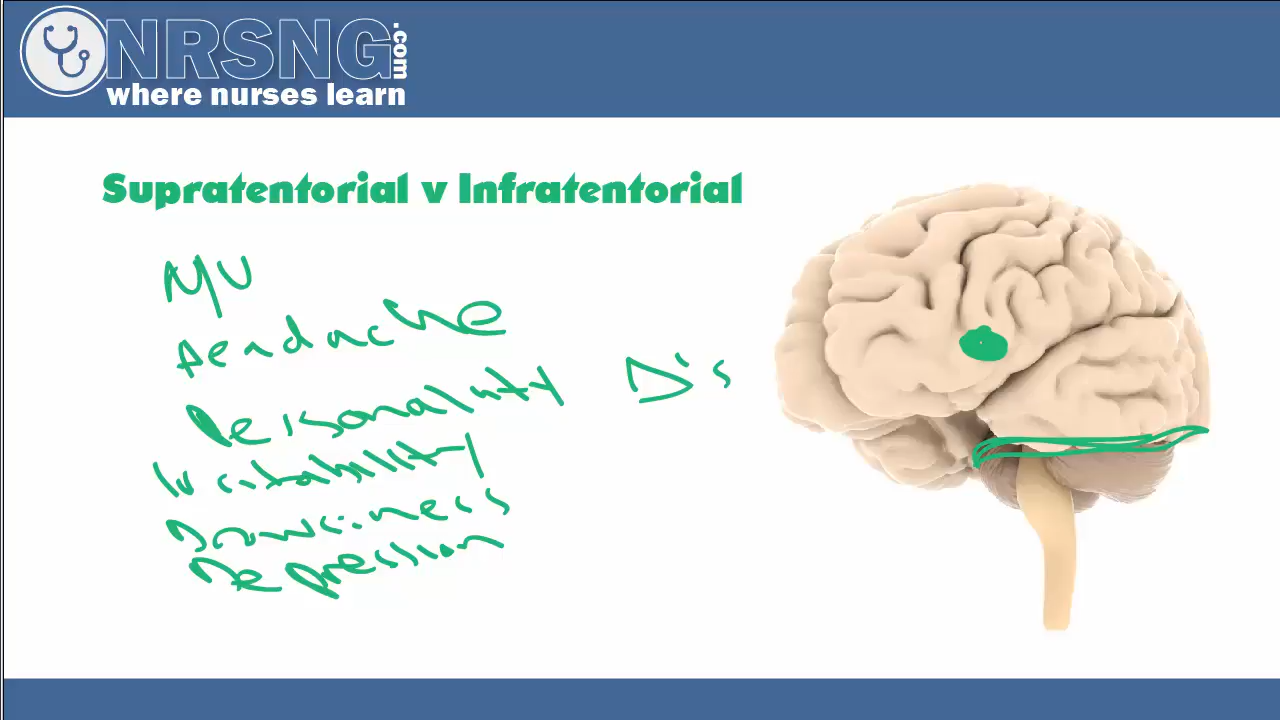 NRSNG.com
where nurses learn
Supratentorial v Infratentorial
N/V
Headache
Personality D's
Irritability
Drowsiness
Depression